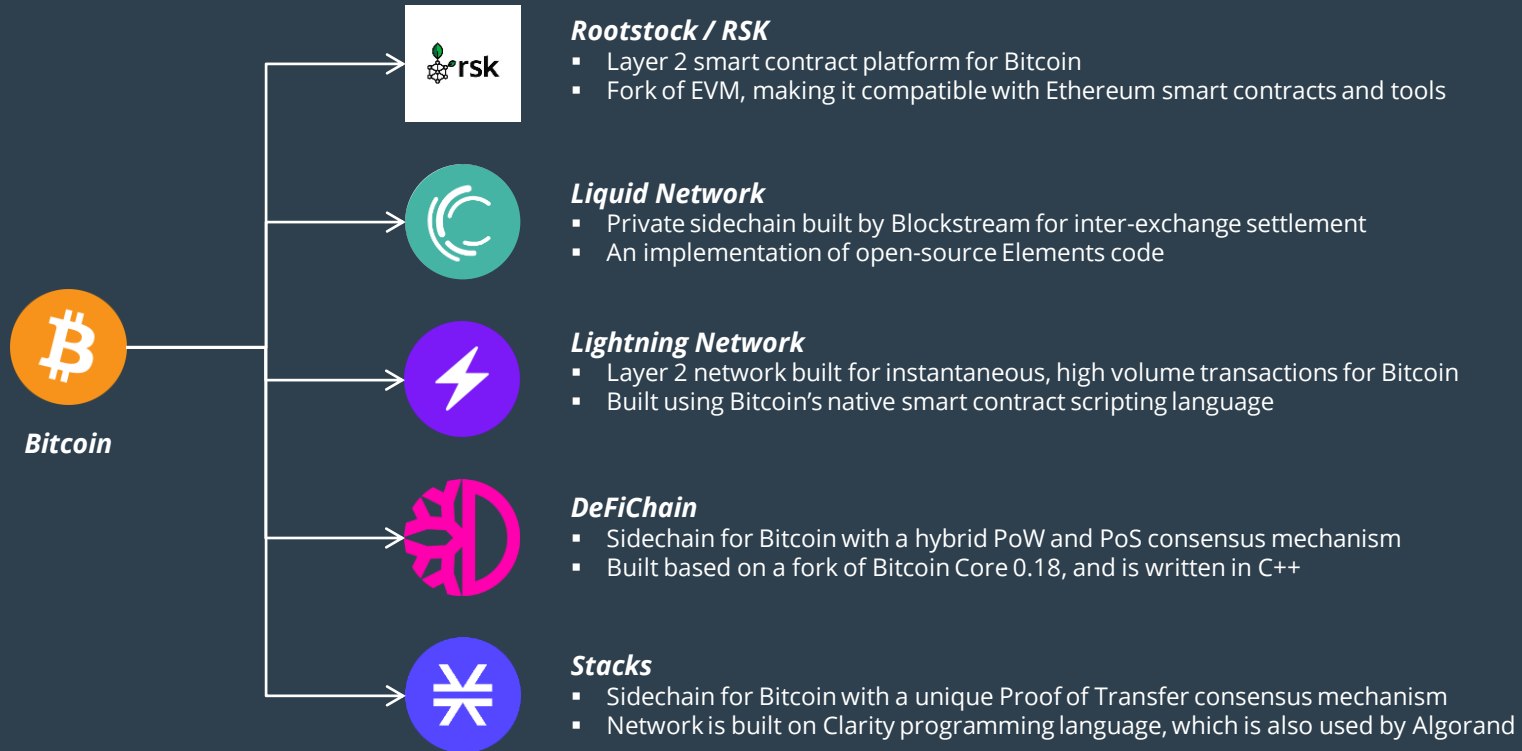 rsk
Rootstock / RSK
▪ Layer 2 smart contract platform for Bitcoin
▪ Fork of EVM, making it compatible with Ethereum smart contracts and tools
Liquid Network
▪ Private sidechain built by Blockstream for inter-exchange settlement
▪ An implementation of open-source Elements code
Lightning Network
▪ Layer 2 network built for instantaneous, high volume transactions for Bitcoin
▪ Built using Bitcoin’s native smart contract scripting language
Bitcoin
DeFiChain
▪ Sidechain for Bitcoin with a hybrid PoW and PoS consensus mechanism
▪ Built based on a fork of Bitcoin Core 0.18, and is written in C++
Stacks
▪ Sidechain for Bitcoin with a unique Proof of Transfer consensus mechanism
▪ Network is built on Clarity programming language, which is also used by Algorand